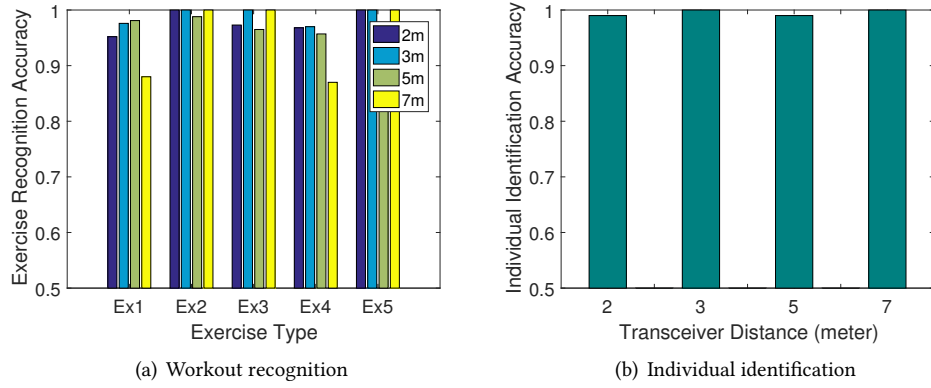 Exercise Recognition Accuracy
1
0.9
0.8
0.7
0.6
0.5
2m
3m
5m
7m
Ex1 Ex2 Ex3 Ex4 Ex5
Exercise Type
(a) Workout recognition
Individual Identification Accuracy
1
0.9
0.8
0.7
0.6
0.5
2 3 5 7
Transceiver Distance (meter)
(b) Individual identification